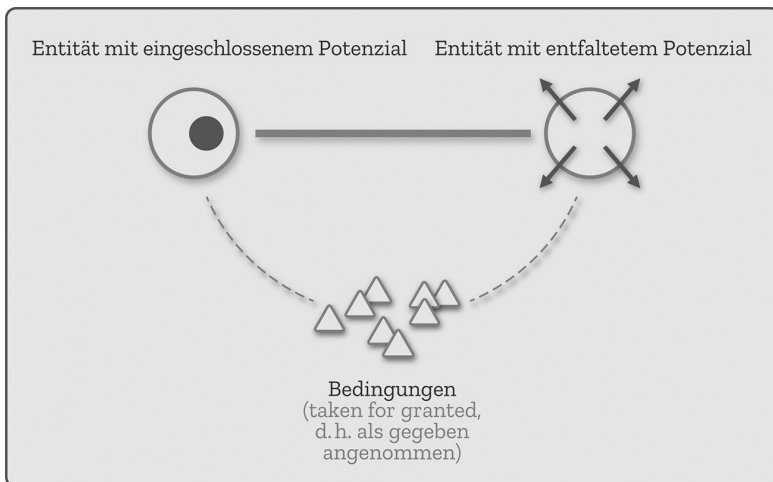 Entität mit eingeschlossenem Potenzial
Entität mit entfaltetem Potenzial
Bedingungen
(taken for granted,
d. h. als gegeben
angenommen)